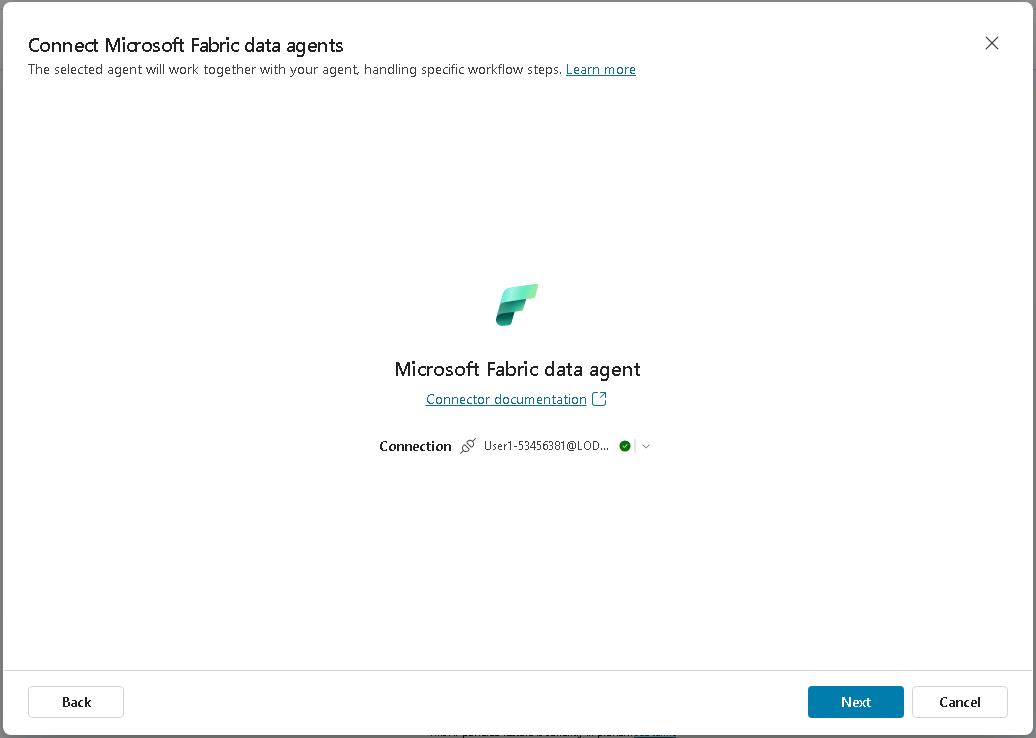 Connect Microsoft Fabric data agents
The selected agent will work together with your agent, handling specific workflow steps. Learn more
Microsoft Fabric data agent
Connector documentation
Connection User1-53456381@LOD...
Back Next Cancel